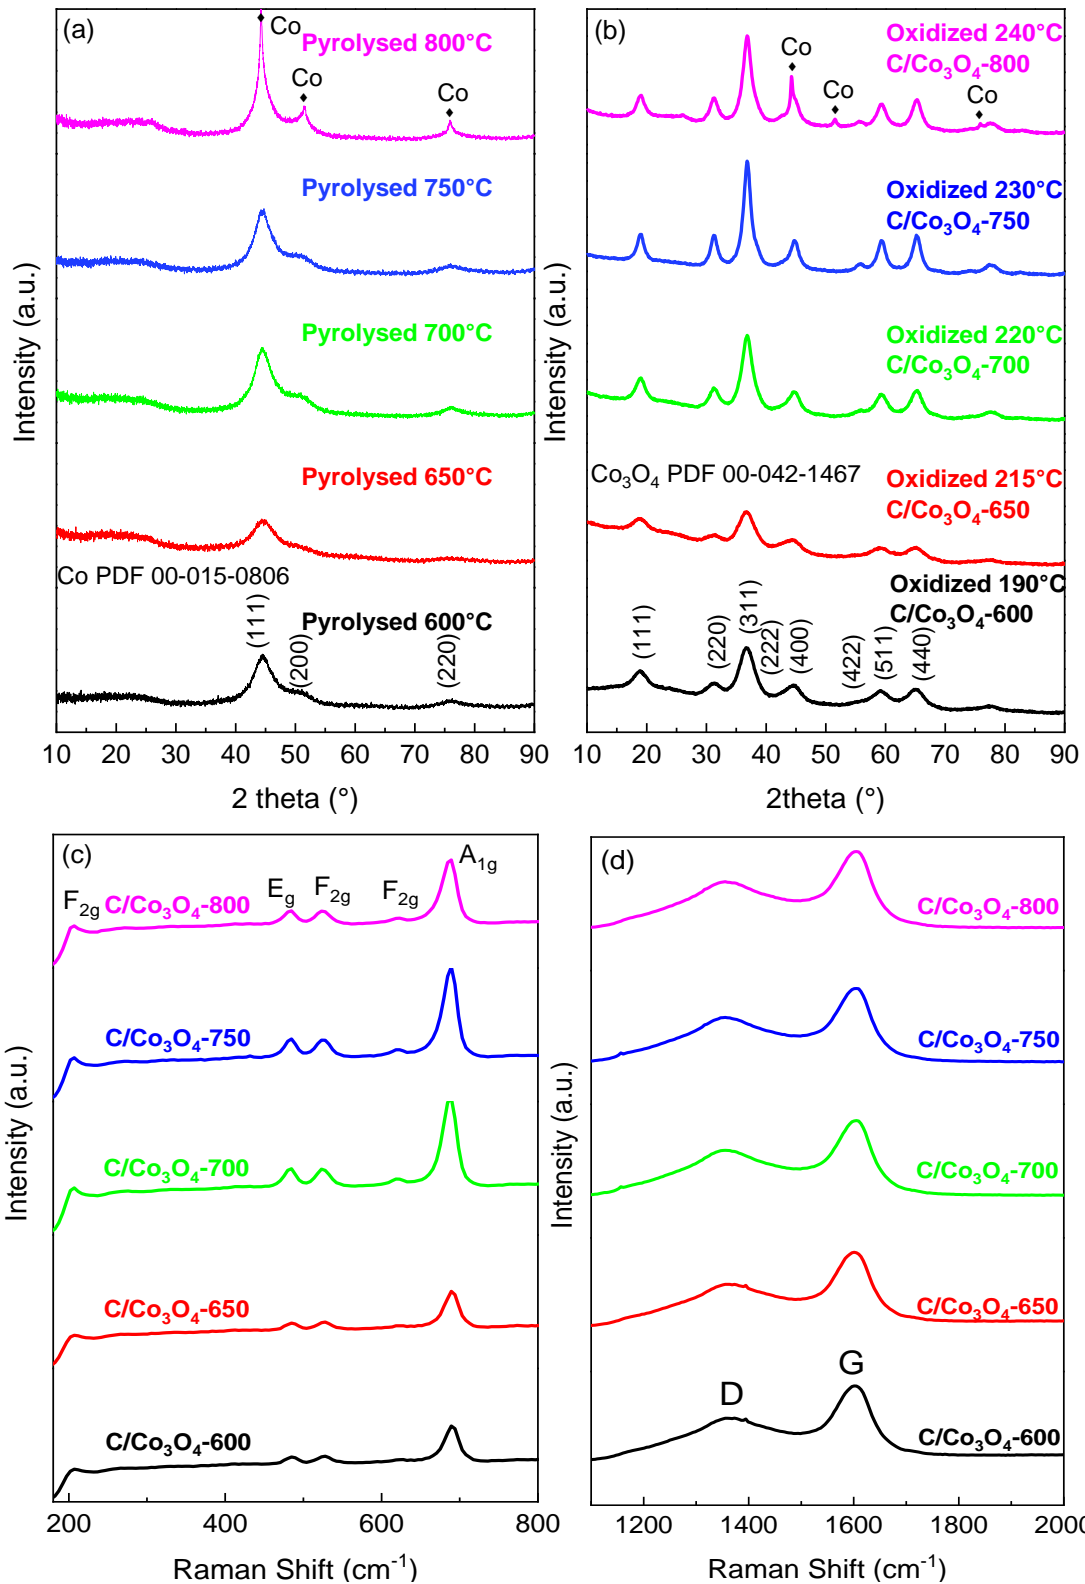 (a)
Co
Pyrolysed 800°C
Co
Co
Pyrolysed 750°C
Pyrolysed 700°C
Pyrolysed 650°C
Co PDF 00-015-0806
Pyrolysed 600°C
(111)
(200)
(220)
Intensity (a.u.)
10 20 30 40 50 60 70 80 90
2 theta (°)
(b)
Oxidized 240°C
C/Co₃O₄-800
Co
Co
Co
Oxidized 230°C
C/Co₃O₄-750
Oxidized 220°C
C/Co₃O₄-700
Co₃O₄ PDF 00-042-1467
Oxidized 215°C
C/Co₃O₄-650
Oxidized 190°C
C/Co₃O₄-600
(111)
(220)
(311)
(222)
(400)
(422)
(511)
(440)
Intensity (a.u.)
10 20 30 40 50 60 70 80 90
2theta (°)
(c)
F₂g
C/Co₃O₄-800
Eg
F₂g
F₂g
A₁g
C/Co₃O₄-750
C/Co₃O₄-700
C/Co₃O₄-650
C/Co₃O₄-600
Intensity (a.u.)
200 400 600 800
Raman Shift (cm⁻¹)
(d)
C/Co₃O₄-800
C/Co₃O₄-750
C/Co₃O₄-700
C/Co₃O₄-650
D
G
C/Co₃O₄-600
Intensity (a.u.)
1200 1400 1600 1800 2000
Raman Shift (cm⁻¹)